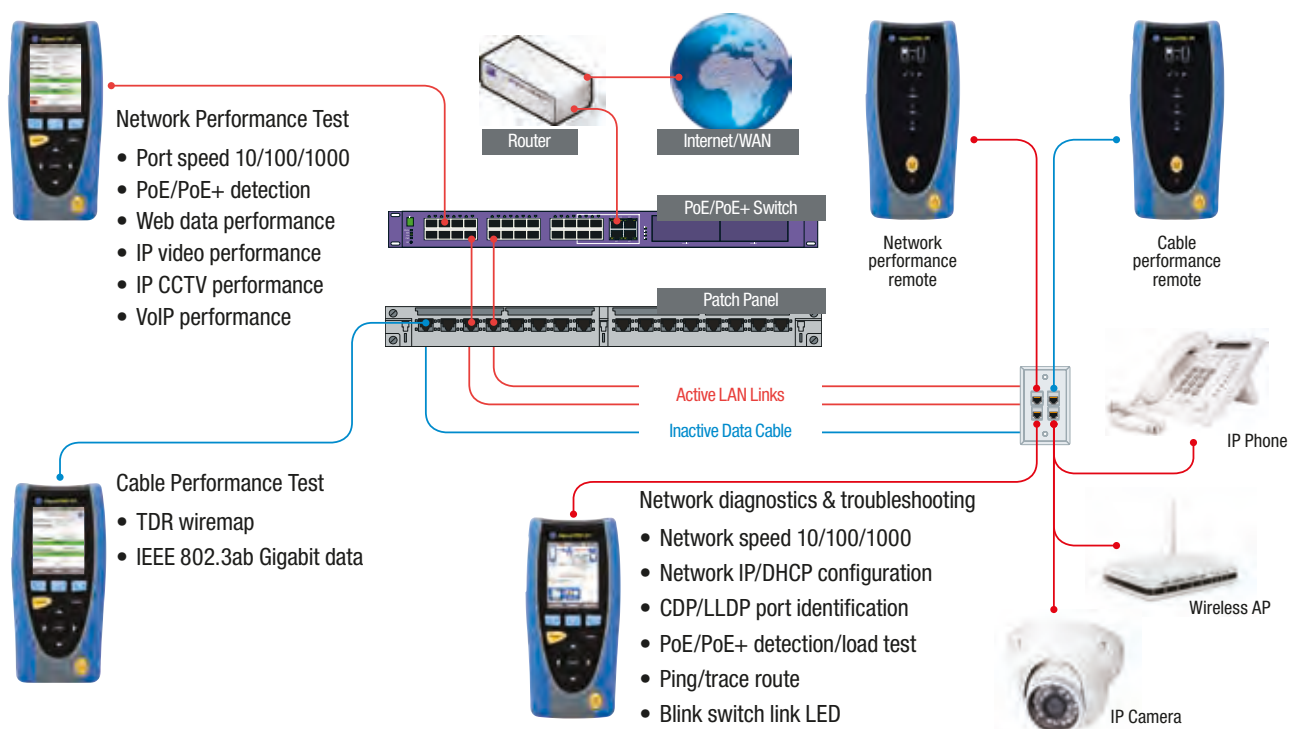 Network Performance Test
• Port speed 10/100/1000
• PoE/PoE+ detection
• Web data performance
• IP video performance
• IP CCTV performance
• VoIP performance
Router
Internet/WAN
PoE/PoE+ Switch
Patch Panel
Network
performance
remote
Cable
performance
remote
Active LAN Links
Inactive Data Cable
IP Phone
Wireless AP
IP Camera
Cable Performance Test
• TDR wiremap
• IEEE 802.3ab Gigabit data
Network diagnostics & troubleshooting
• Network speed 10/100/1000
• Network IP/DHCP configuration
• CDP/LLDP port identification
• PoE/PoE+ detection/load test
• Ping/trace route
• Blink switch link LED